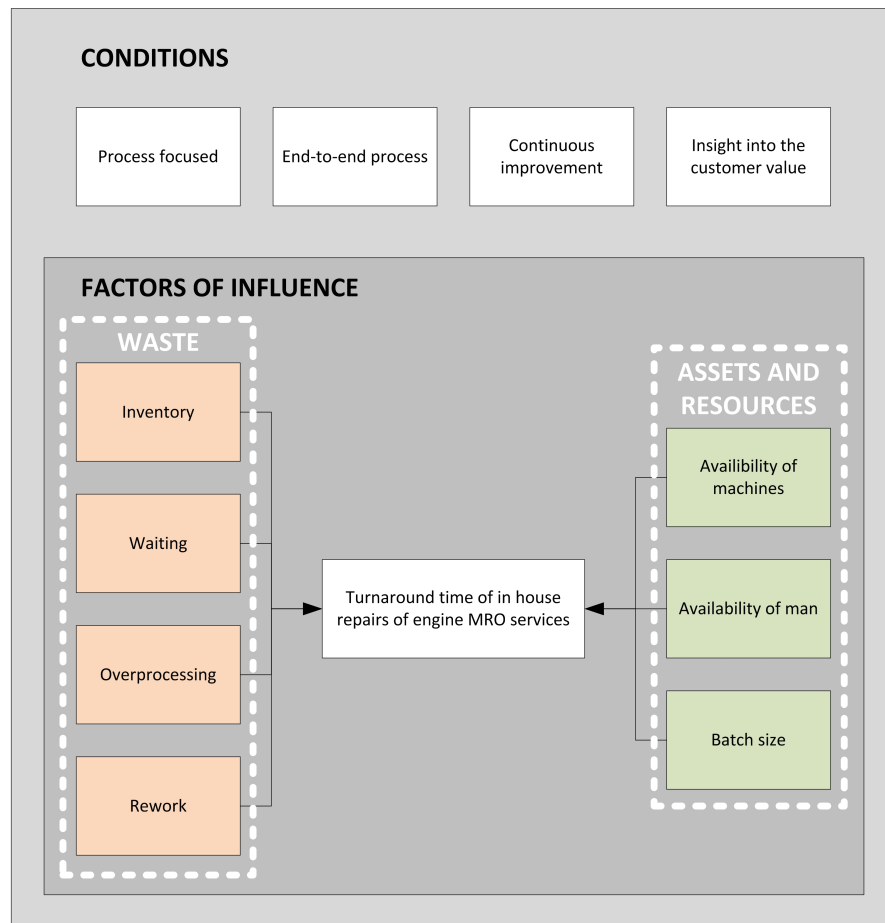 CONDITIONS
Process focused
End-to-end process
Continuous
improvement
Insight into the
customer value
FACTORS OF INFLUENCE
WASTE
Inventory
Waiting
Overprocessing
Rework
Turnaround time of in house
repairs of engine MRO services
ASSETS AND
RESOURCES
Availibility of
machines
Availability of man
Batch size